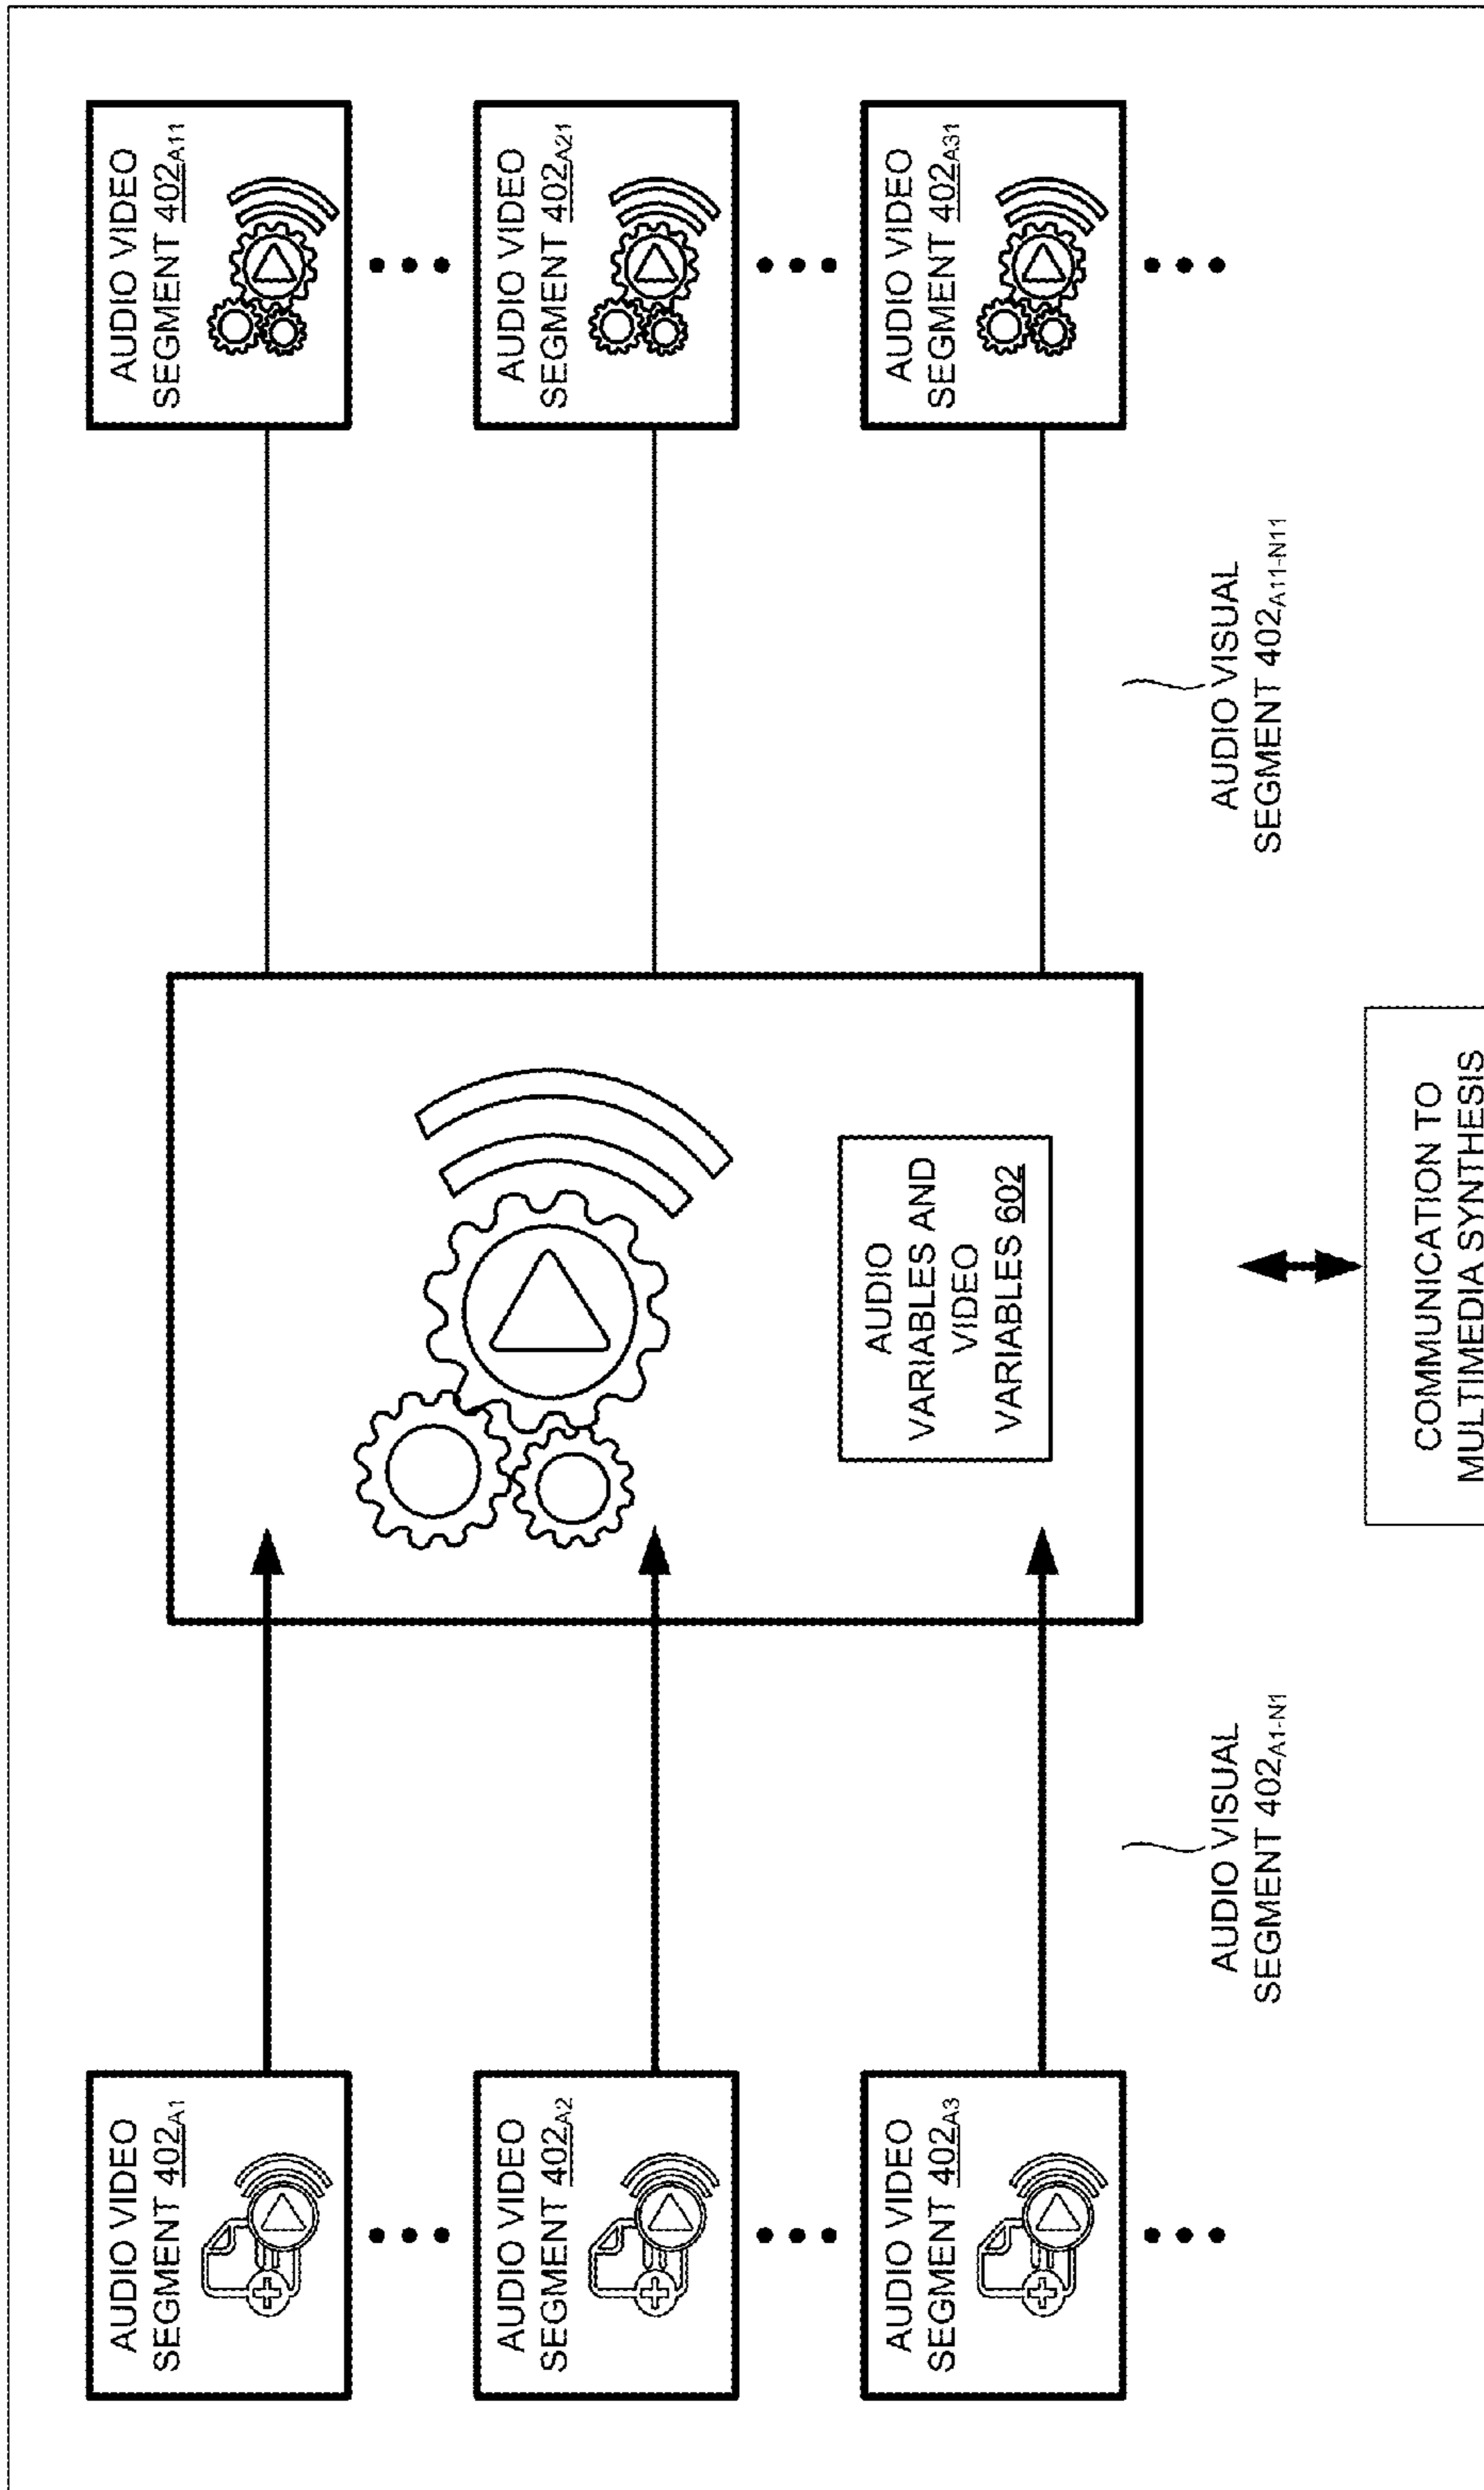 AUDIO VIDEO
SEGMENT 402A1
AUDIO VIDEO
SEGMENT 402A2
AUDIO VIDEO
SEGMENT 402A3
AUDIO VISUAL
SEGMENT 402A1-N1
AUDIO
VARIABLES AND
VIDEO
VARIABLES 602
AUDIO VIDEO
SEGMENT 402A11
AUDIO VIDEO
SEGMENT 402A21
AUDIO VIDEO
SEGMENT 402A31
AUDIO VISUAL
SEGMENT 402A11-N11
COMMUNICATION TO
MULTIMEDIA SYNTHESIS